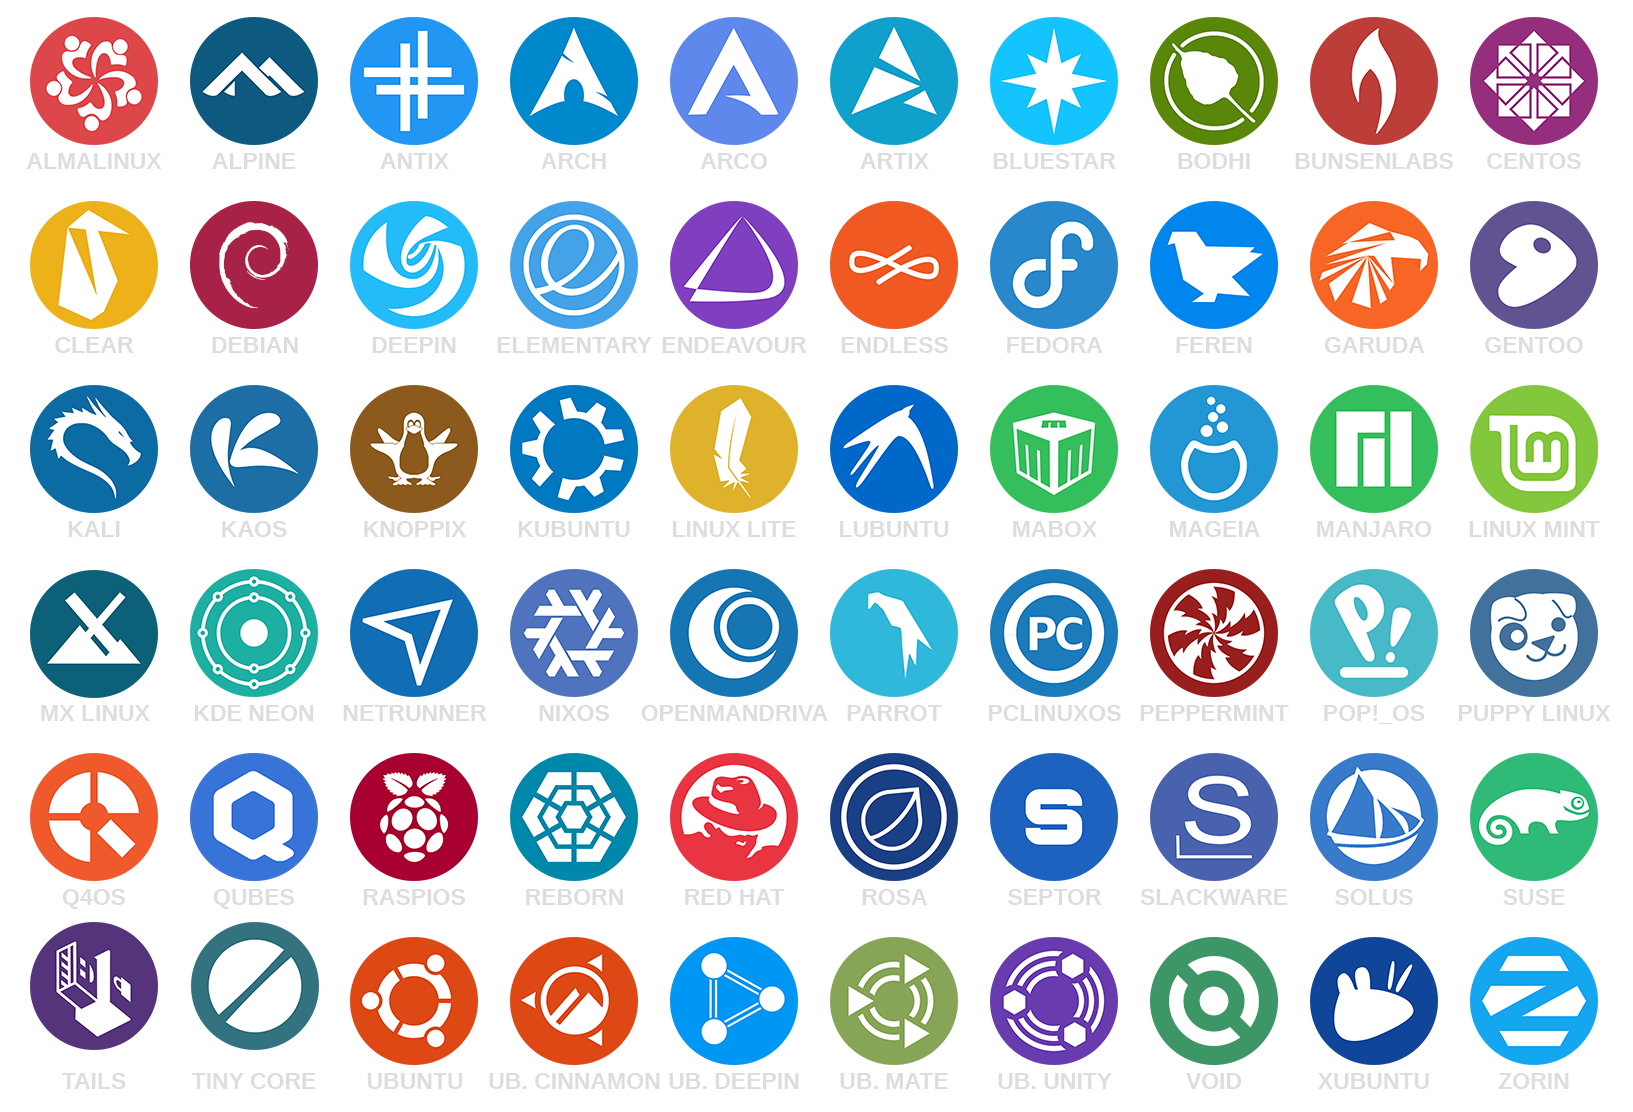 ALMALINUX ALPINE ANTIX ARCH ARCO ARTIX BLUESTAR BODHI BUNSENLABS CENTOS
CLEAR DEBIAN DEEPIN ELEMENTARY ENDEAVOUR ENDLESS FEDORA FEREN GARUDA GENTOO
KALI KAOS KNOPPIX KUBUNTU LINUX LITE LUBUNTU MABOX MAGEIA MANJARO LINUX MINT
PC P!
MX LINUX KDE NEON NETRUNNER NIXOS OPENMANDRIVA PARROT PCLINUXOS PEPPERMINT POP!_OS PUPPY LINUX
S S
Q4OS QUBES RASPIOS REBORN RED HAT ROSA SEPTOR SLACKWARE SOLUS SUSE
TAILS TINY CORE UBUNTU UB. CINNAMON UB. DEEPIN UB. MATE UB. UNITY VOID XUBUNTU ZORIN